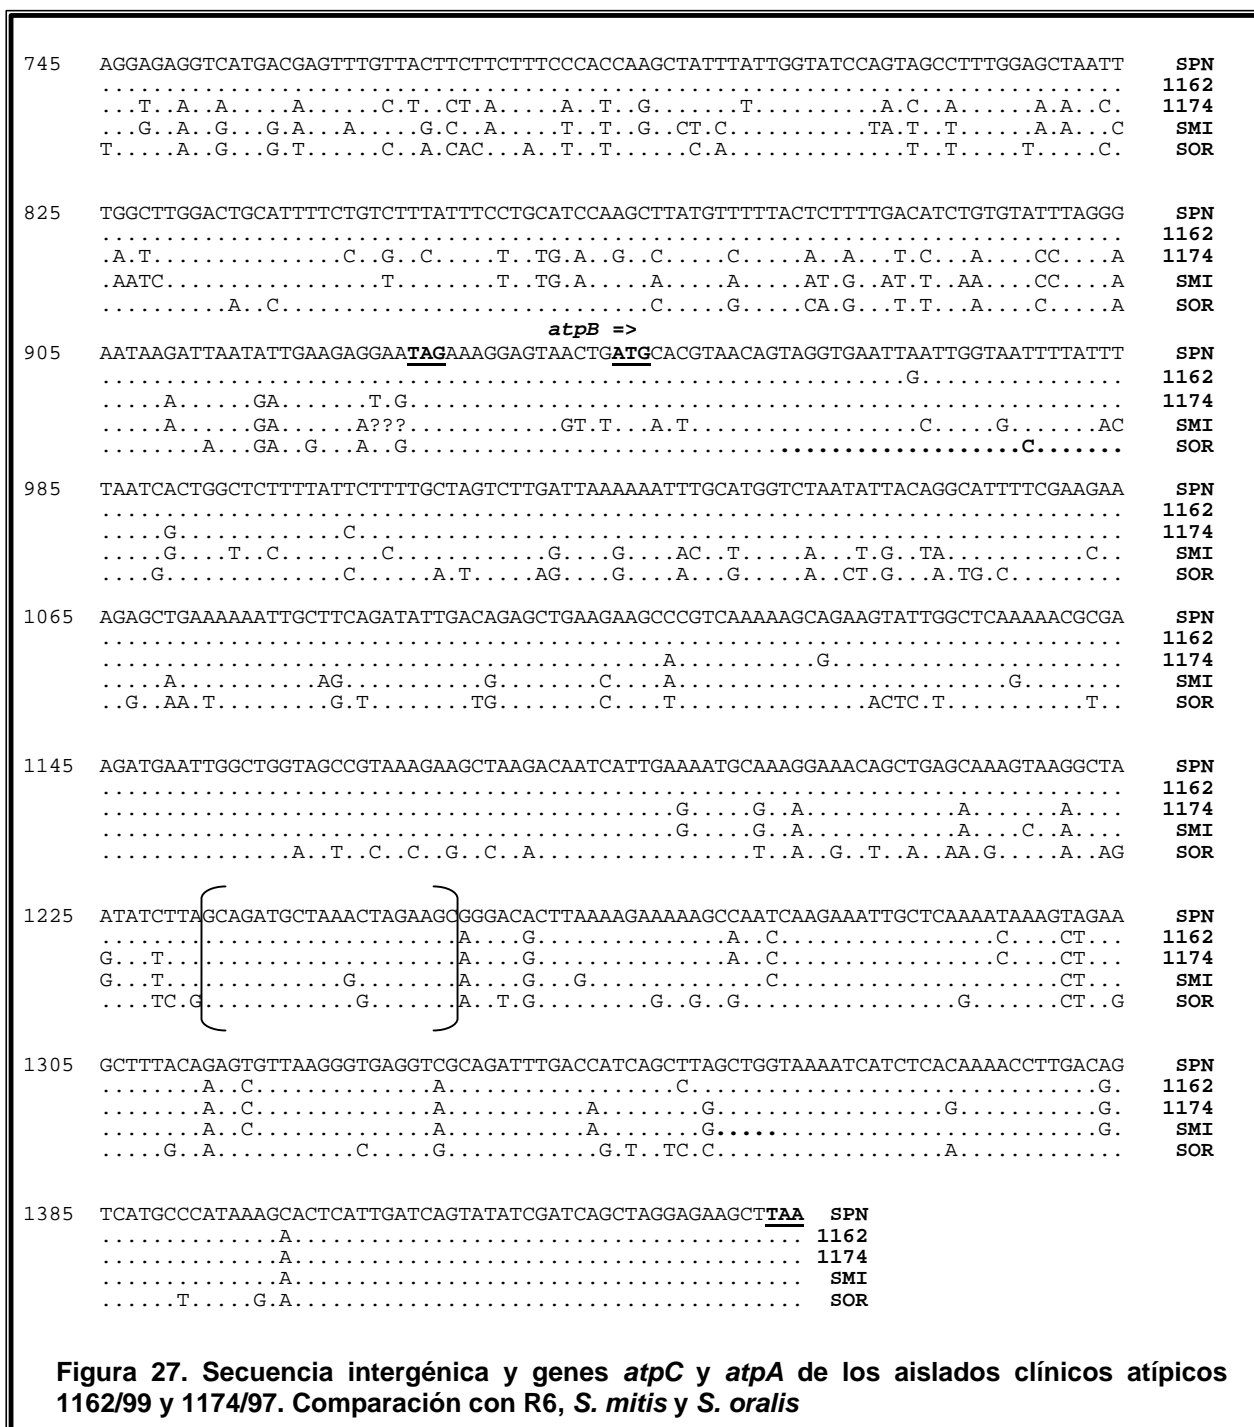 745 AGGAGAGGTCATGACGAGTTTGTTACTTCTTCTTTCCCACCAAGCTATTTATTGGTATCCAGTAGCCTTTGGAGCTAATT SPN
................................................................................ 1162
...T..A..A.....A......C.T..CT.A....A..T..G.......T..........A.C..A......A.A..C. 1174
...G..A..G...G.A...A.....G.C..A.....T..T..G..CT.C...........TA.T..T......A.A...C SMI
T.....A..G...G.T......C..A.CAC...A..T..T......C.A..............T..T.....T.....C. SOR
825 TGGCTTGGACTGCATTTTCTGTCTTTATTTCCTGCATCCAAGCTTATGTTTTTACTCTTTTGACATCTGTGTATTTAGGG SPN
................................................................................ 1162
.A.T...............C..G..C.....T..TG.A..G..C.....C.....A..A...T.C...A....CC....A 1174
.AATC.................T........T..TG.A.....A.....A.....AT.G..AT.T..AA....CC....A SMI
..........A..C.............................C.....G.....CA.G...T.T...A....C.....A SOR
atpB =>
905 AATAAGATTAATATTGAAGAGGAATAGAAAGGAGTAACTGATGCACGTAACAGTAGGTGAATTAATTGGTAATTTTATTT SPN
...............................................................G................ 1162
.....A......GA.......T.G........................................................ 1174
.....A......GA......A???............GT.T...A.T..................C.....G.......AC SMI
........A...GA..G...A..G................................................C....... SOR
985 TAATCACTGGCTCTTTTATTCTTTTGCTAGTCTTGATTAAAAAATTTGCATGGTCTAATATTACAGGCATTTTCGAAGAA SPN
................................................................................ 1162
.....G.............C............................................................ 1174
.....G....T..C........C............G....G....AC..T.....A...T.G..TA...........C.. SMI
....G..............C......A.T.....AG....G....A...G.....A..CT.G...A.TG.C......... SOR
1065 AGAGCTGAAAAAATTGCTTCAGATATTGACAGAGCTGAAGAAGCCCGTCAAAAAGCAGAAGTATTGGCTCAAAAACGCGA SPN
................................................................................ 1162
............................................A...........G....................... 1174
.....A...........AG...........G........C....A..........................G........ SMI
..G..AA.T.........G.T........TG........C....T...............ACTC.T...........T.. SOR
1145 AGATGAATTGGCTGGTAGCCGTAAAGAAGCTAAGACAATCATTGAAAATGCAAAGGAAACAGCTGAGCAAAGTAAGGCTA SPN
................................................................................ 1162
.............................................G.....G..A............A.......A.... 1174
.............................................G.....G..A............A....C..A.... SMI
...............A..T..C..C..G..C..A.................T..A..G..T..A..AA.G.....A..AG SOR
1225 ATATCTTAGCAGATGCTAAACTAGAAGCGGGACACTTAAAAGAAAAAGCCAATCAAGAAATTGCTCAAAATAAAGTAGAA SPN
............................A....G...............A..C.................C....CT... 1162
G...T.......................A....G...............A..C.................C....CT... 1174
G...T..............G........A....G...G..............C......................CT... SMI
....TC.G............G.......A..T.G.........G..G..G.................G.......CT..G SOR
1305 GCTTTACAGAGTGTTAAGGGTGAGGTCGCAGATTTGACCATCAGCTTAGCTGGTAAAATCATCTCACAAAACCTTGACAG SPN
........A..C..............A..................C................................G. 1162
........A..C..............A...........A........G..................G...........G. 1174
........A..C..............A...........A........G..............................G. SMI
.....G..A...........C.....G............G.T..TC.C..................A............. SOR
1385 TCATGCCCATAAAGCACTCATTGATCAGTATATCGATCAGCTAGGAGAAGCTTAA SPN
..............A........................................ 1162
..............A........................................ 1174
..............A........................................ SMI
......T.....G.A........................................ SOR
Figura 27. Secuencia intergénica y genes atpC y atpA de los aislados clínicos atípicos
1162/99 y 1174/97. Comparación con R6, S. mitis y S. oralis